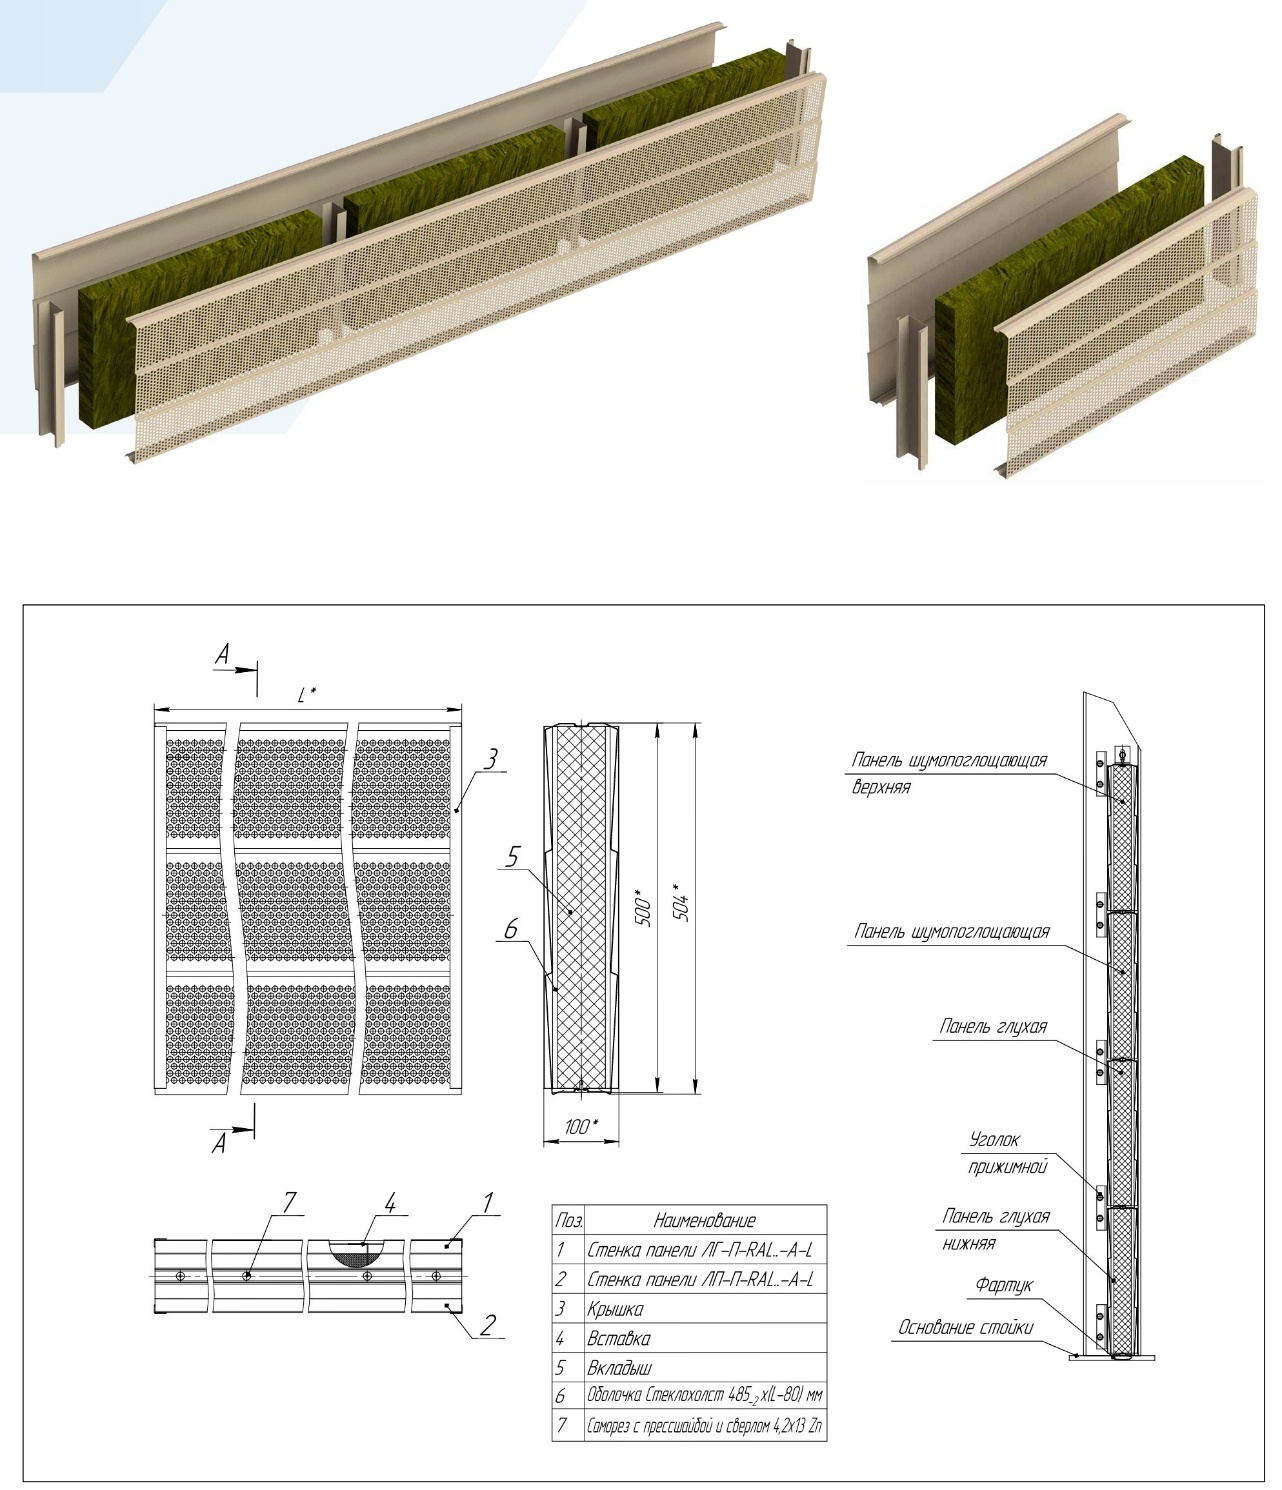 A
L*
3
5
6
500*
504*
100*
A
7
4
1
2
Поз. Наименование
1 Стенка панели ЛГ-П-RAL..-А-L
2 Стенка панели ЛП-П-RAL..-А-L
3 Крышка
4 Вставка
5 Вкладыш
6 Оболочка Стеклохолст 485-2 х(L-80) мм
7 Саморез с прессшайбой и сверлом 4,2х13 Zn
Панель шумопоглощающая
верхняя
Панель шумопоглощающая
Панель глухая
Уголок
прижимной
Панель глухая
нижняя
Фартук
Основание стойки